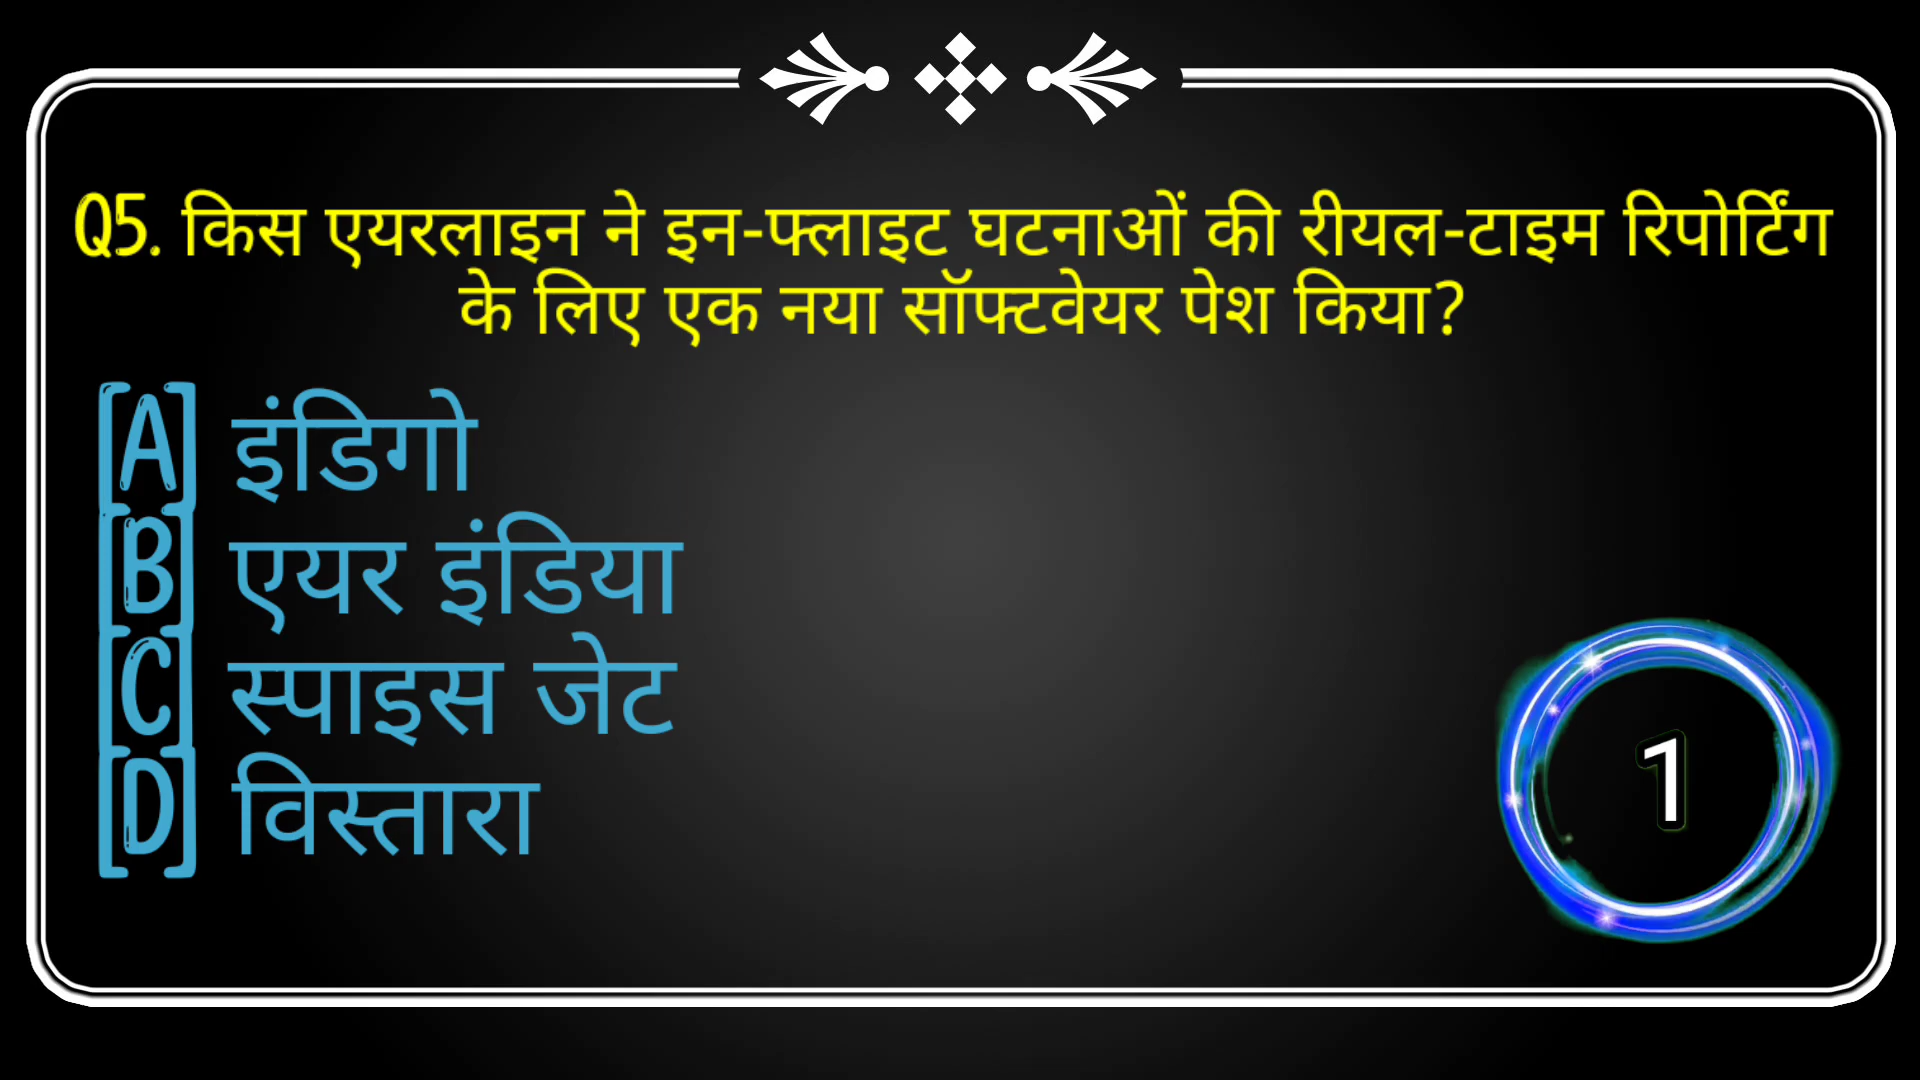 Q5. किस एयरलाइन ने इन-फ्लाइट घटनाओं की रीयल-टाइम रिपोर्टिंग
के लिए एक नया सॉफ्टवेयर पेश किया?
[A] इंडिगो
[B] एयर इंडिया
[C] स्पाइस जेट
[D] विस्तारा
1